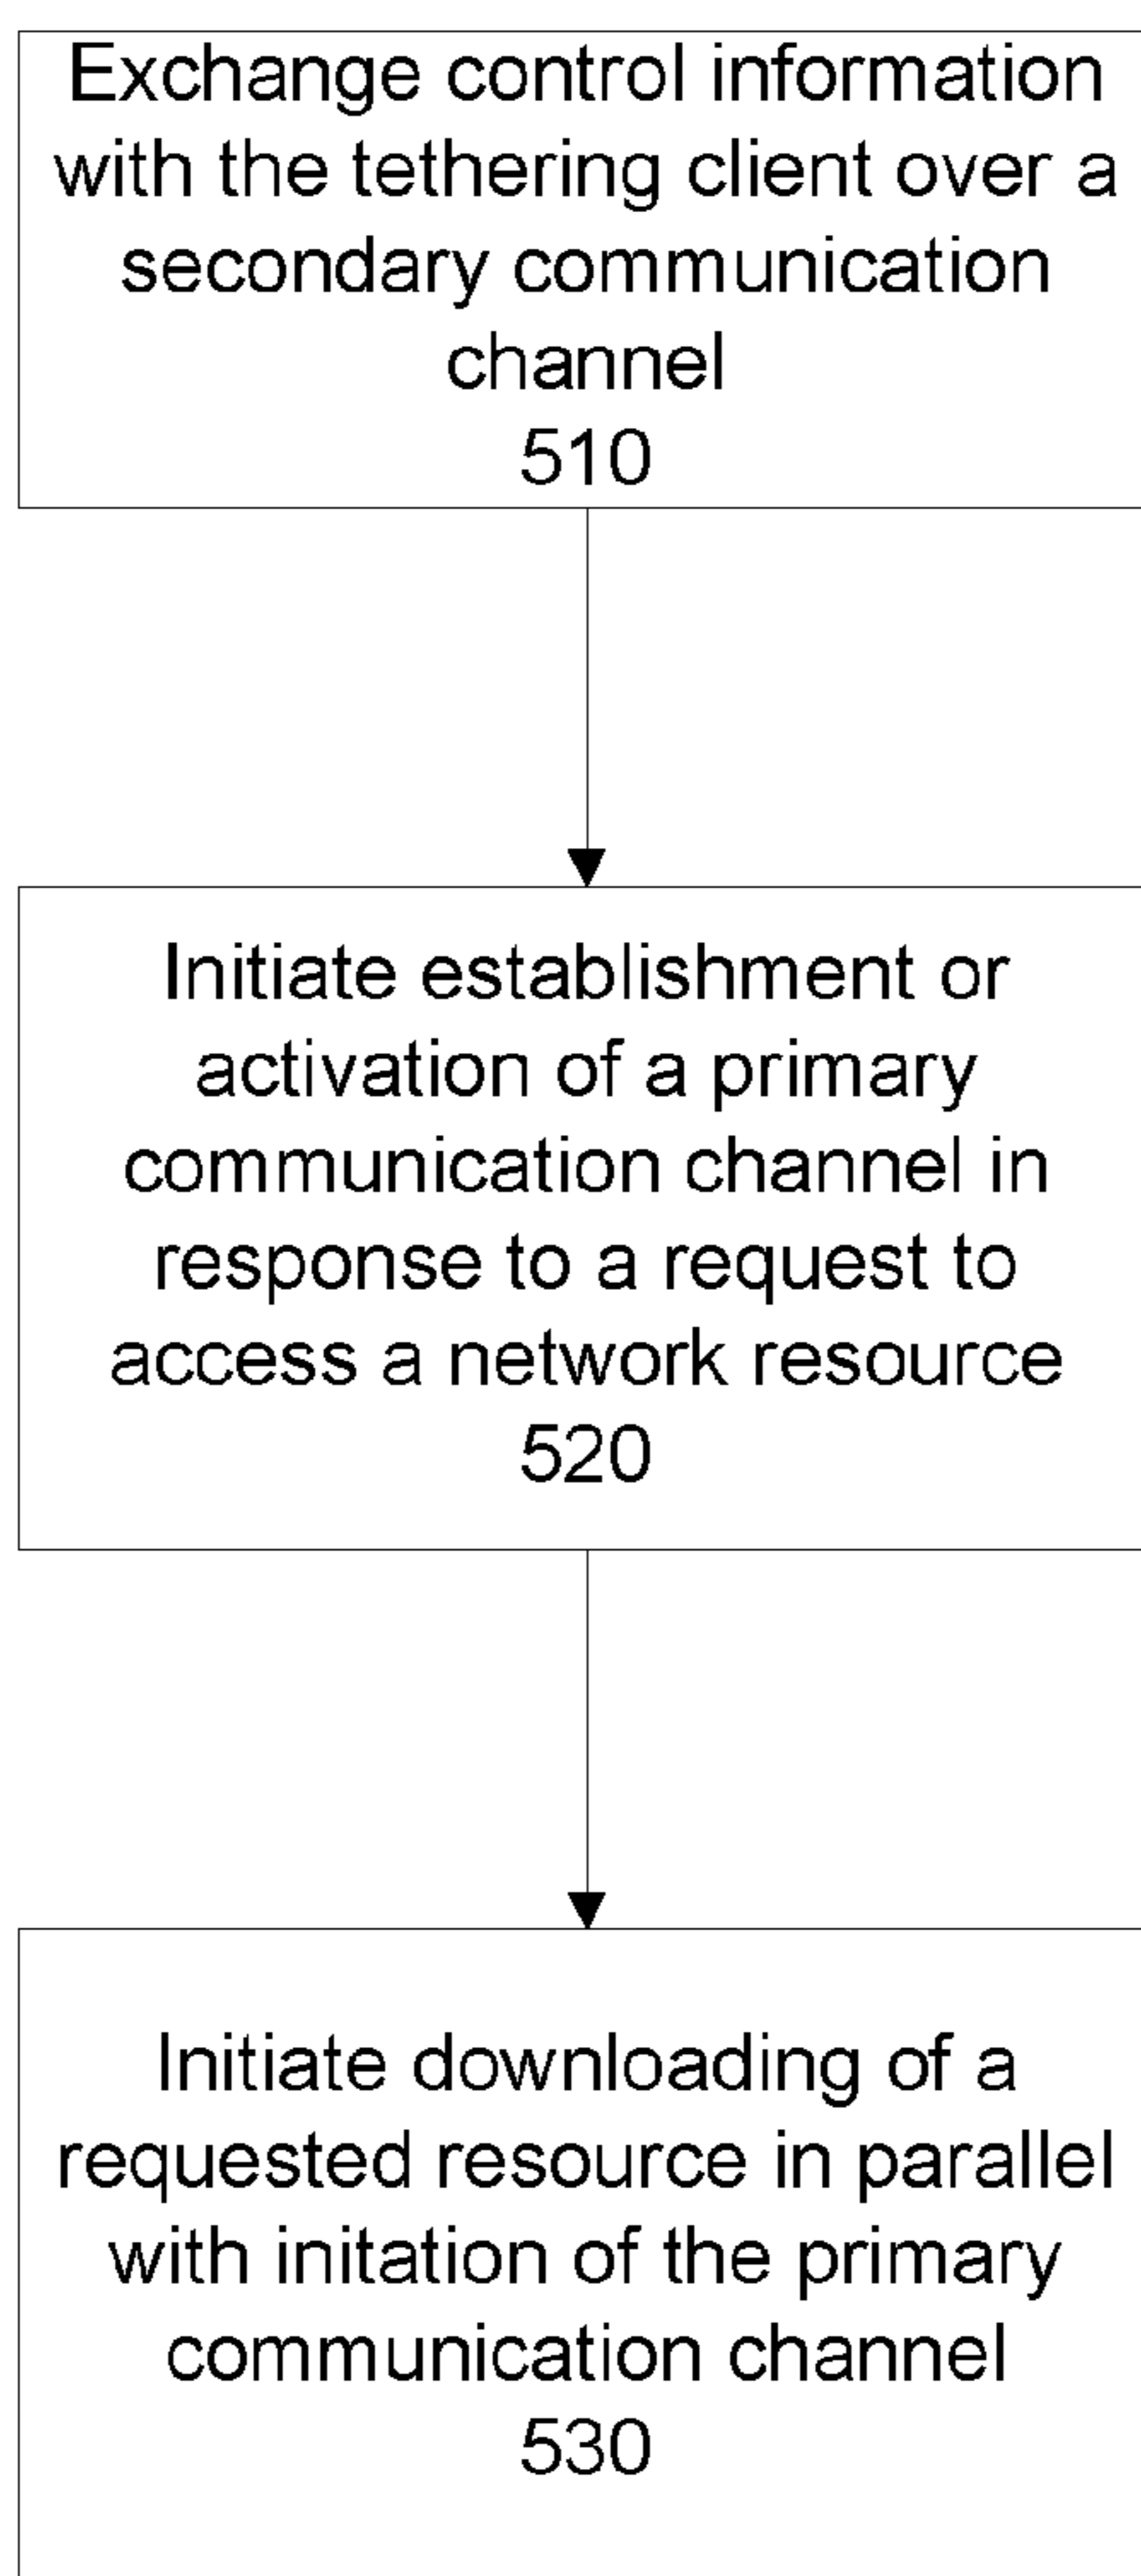 Exchange control information
with the tethering client over a
secondary communication
channel
510
Initiate establishment or
activation of a primary
communication channel in
response to a request to
access a network resource
520
Initiate downloading of a
requested resource in parallel
with initation of the primary
communication channel
530